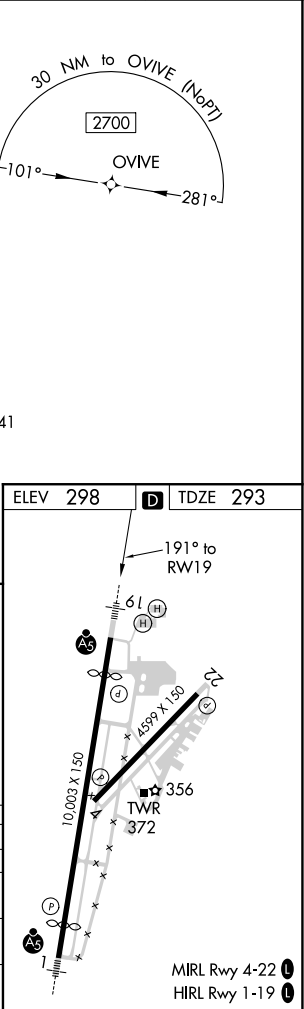 30 NM to OVIVE (NoPT)
2700
OVIVE
101°
281°
41
ELEV 298
D
TDZE 293
191° to
RW19
19
H
H
A5
P
22
P
4599 X 150
10,003 X 150
P
356
4
TWR
372
P
A5
1
MIRL Rwy 4-22 L
HIRL Rwy 1-19 L